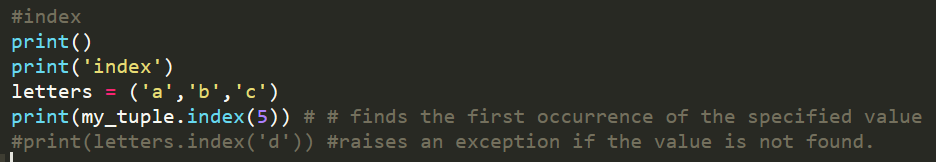 #index
print()
print('index')
letters = ('a','b','c')
print(my_tuple.index(5)) # # finds the first occurrence of the specified value
#print(letters.index('d')) #raises an exception if the value is not found.